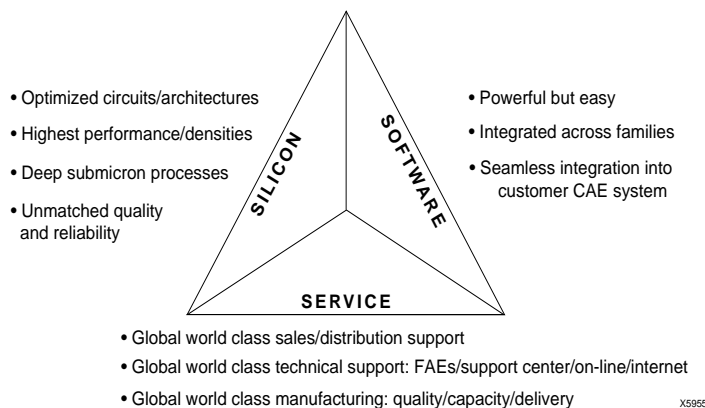 • Optimized circuits/architectures
• Highest performance/densities
• Deep submicron processes
• Unmatched quality
and reliability
SILICON
SOFTWARE
• Powerful but easy
• Integrated across families
• Seamless integration into
customer CAE system
SERVICE
• Global world class sales/distribution support
• Global world class technical support: FAEs/support center/on-line/internet
• Global world class manufacturing: quality/capacity/delivery
X5955